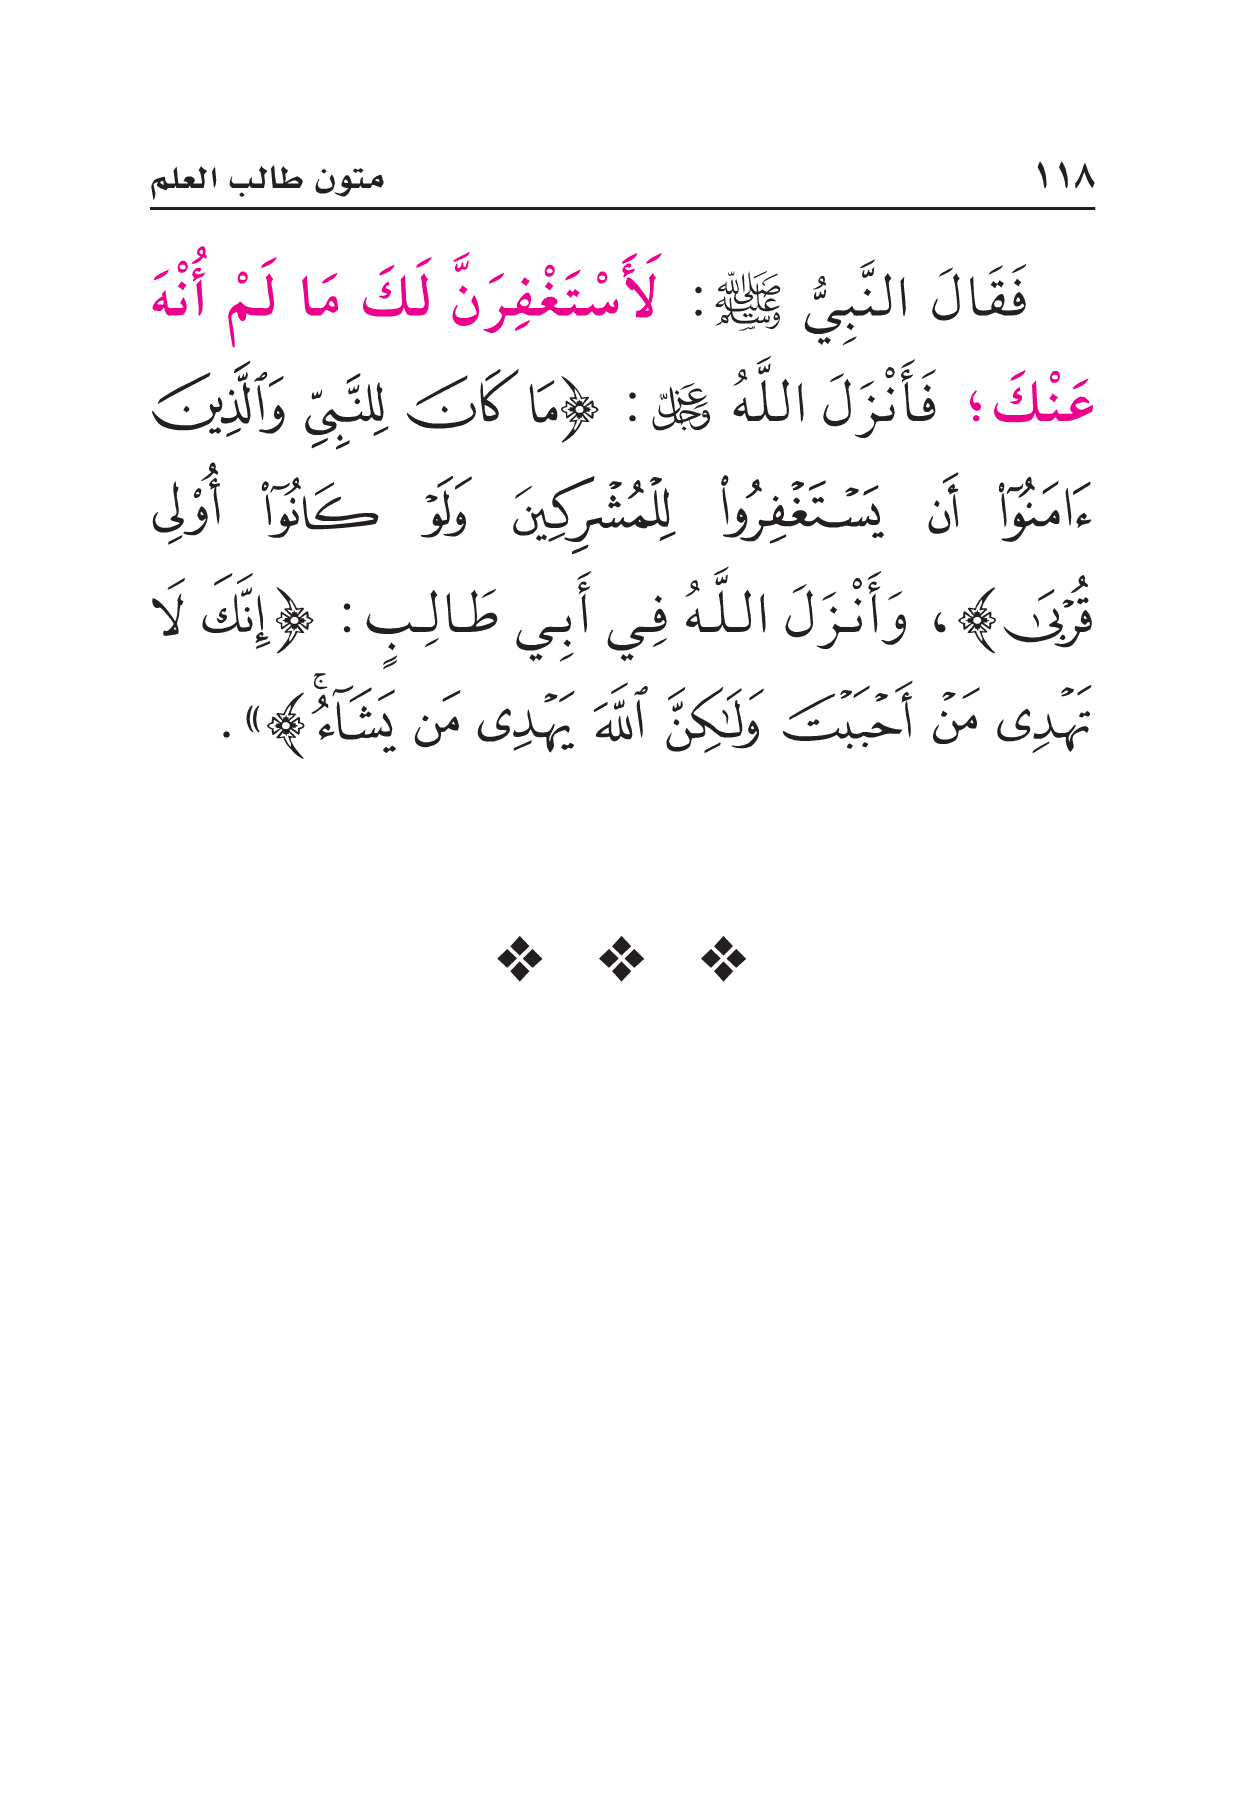 ١١٨ متون طالب العلم
فَقَالَ النَّبِيُّ ﷺ: لَأَسْتَغْفِرَنَّ لَكَ مَا لَمْ أُنْهَ
عَنْكَ؛ فَأَنْزَلَ اللَّهُ عَزَّ وَجَلَّ: ﴿مَا كَانَ لِلنَّبِيِّ وَٱلَّذِينَ
ءَامَنُوٓاْ أَن يَسۡتَغۡفِرُواْ لِلۡمُشۡرِكِينَ وَلَوۡ كَانُوٓاْ أُوْلِي
قُرۡبَىٰ﴾، وَأَنْزَلَ اللَّهُ فِي أَبِي طَالِبٍ: ﴿إِنَّكَ لَا
تَهۡدِي مَنۡ أَحۡبَبۡتَ وَلَٰكِنَّ ٱللَّهَ يَهۡدِي مَن يَشَآءُۚ﴾».